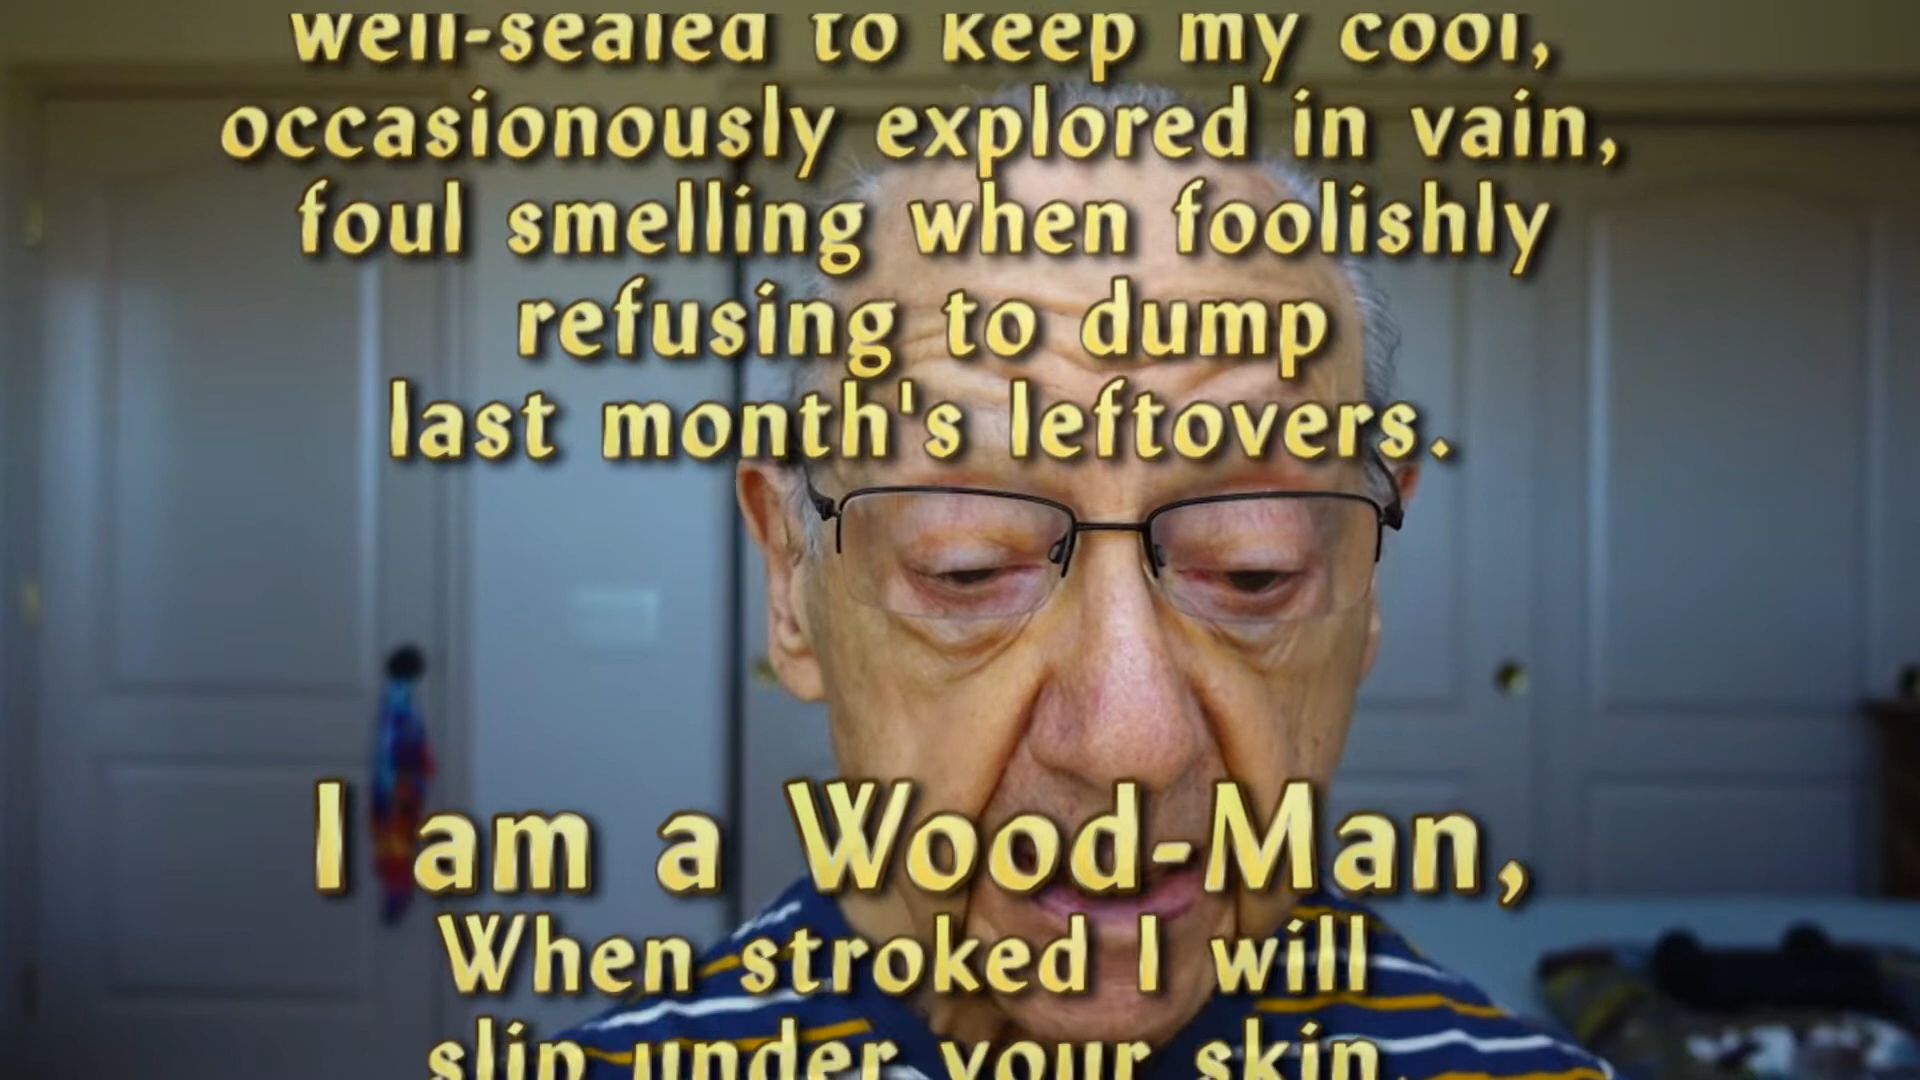 well-sealed to keep my cool,
occasionously explored in vain,
foul smelling when foolishly
refusing to dump
last month's leftovers.
I am a Wood-Man,
When stroked I will
slip under your skin.